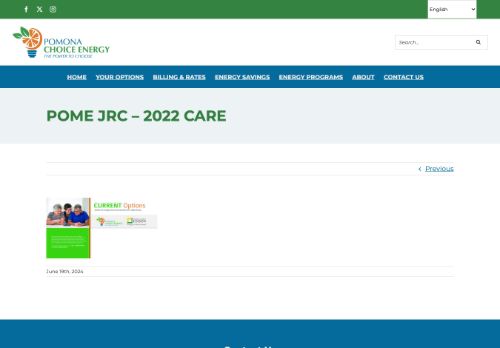 English
POMONA
CHOICE ENERGY
THE POWER TO CHOOSE
Search...
HOME YOUR OPTIONS BILLING & RATES ENERGY SAVINGS ENERGY PROGRAMS ABOUT CONTACT US
POME JRC – 2022 CARE
Previous
CURRENT Options
June 19th, 2024